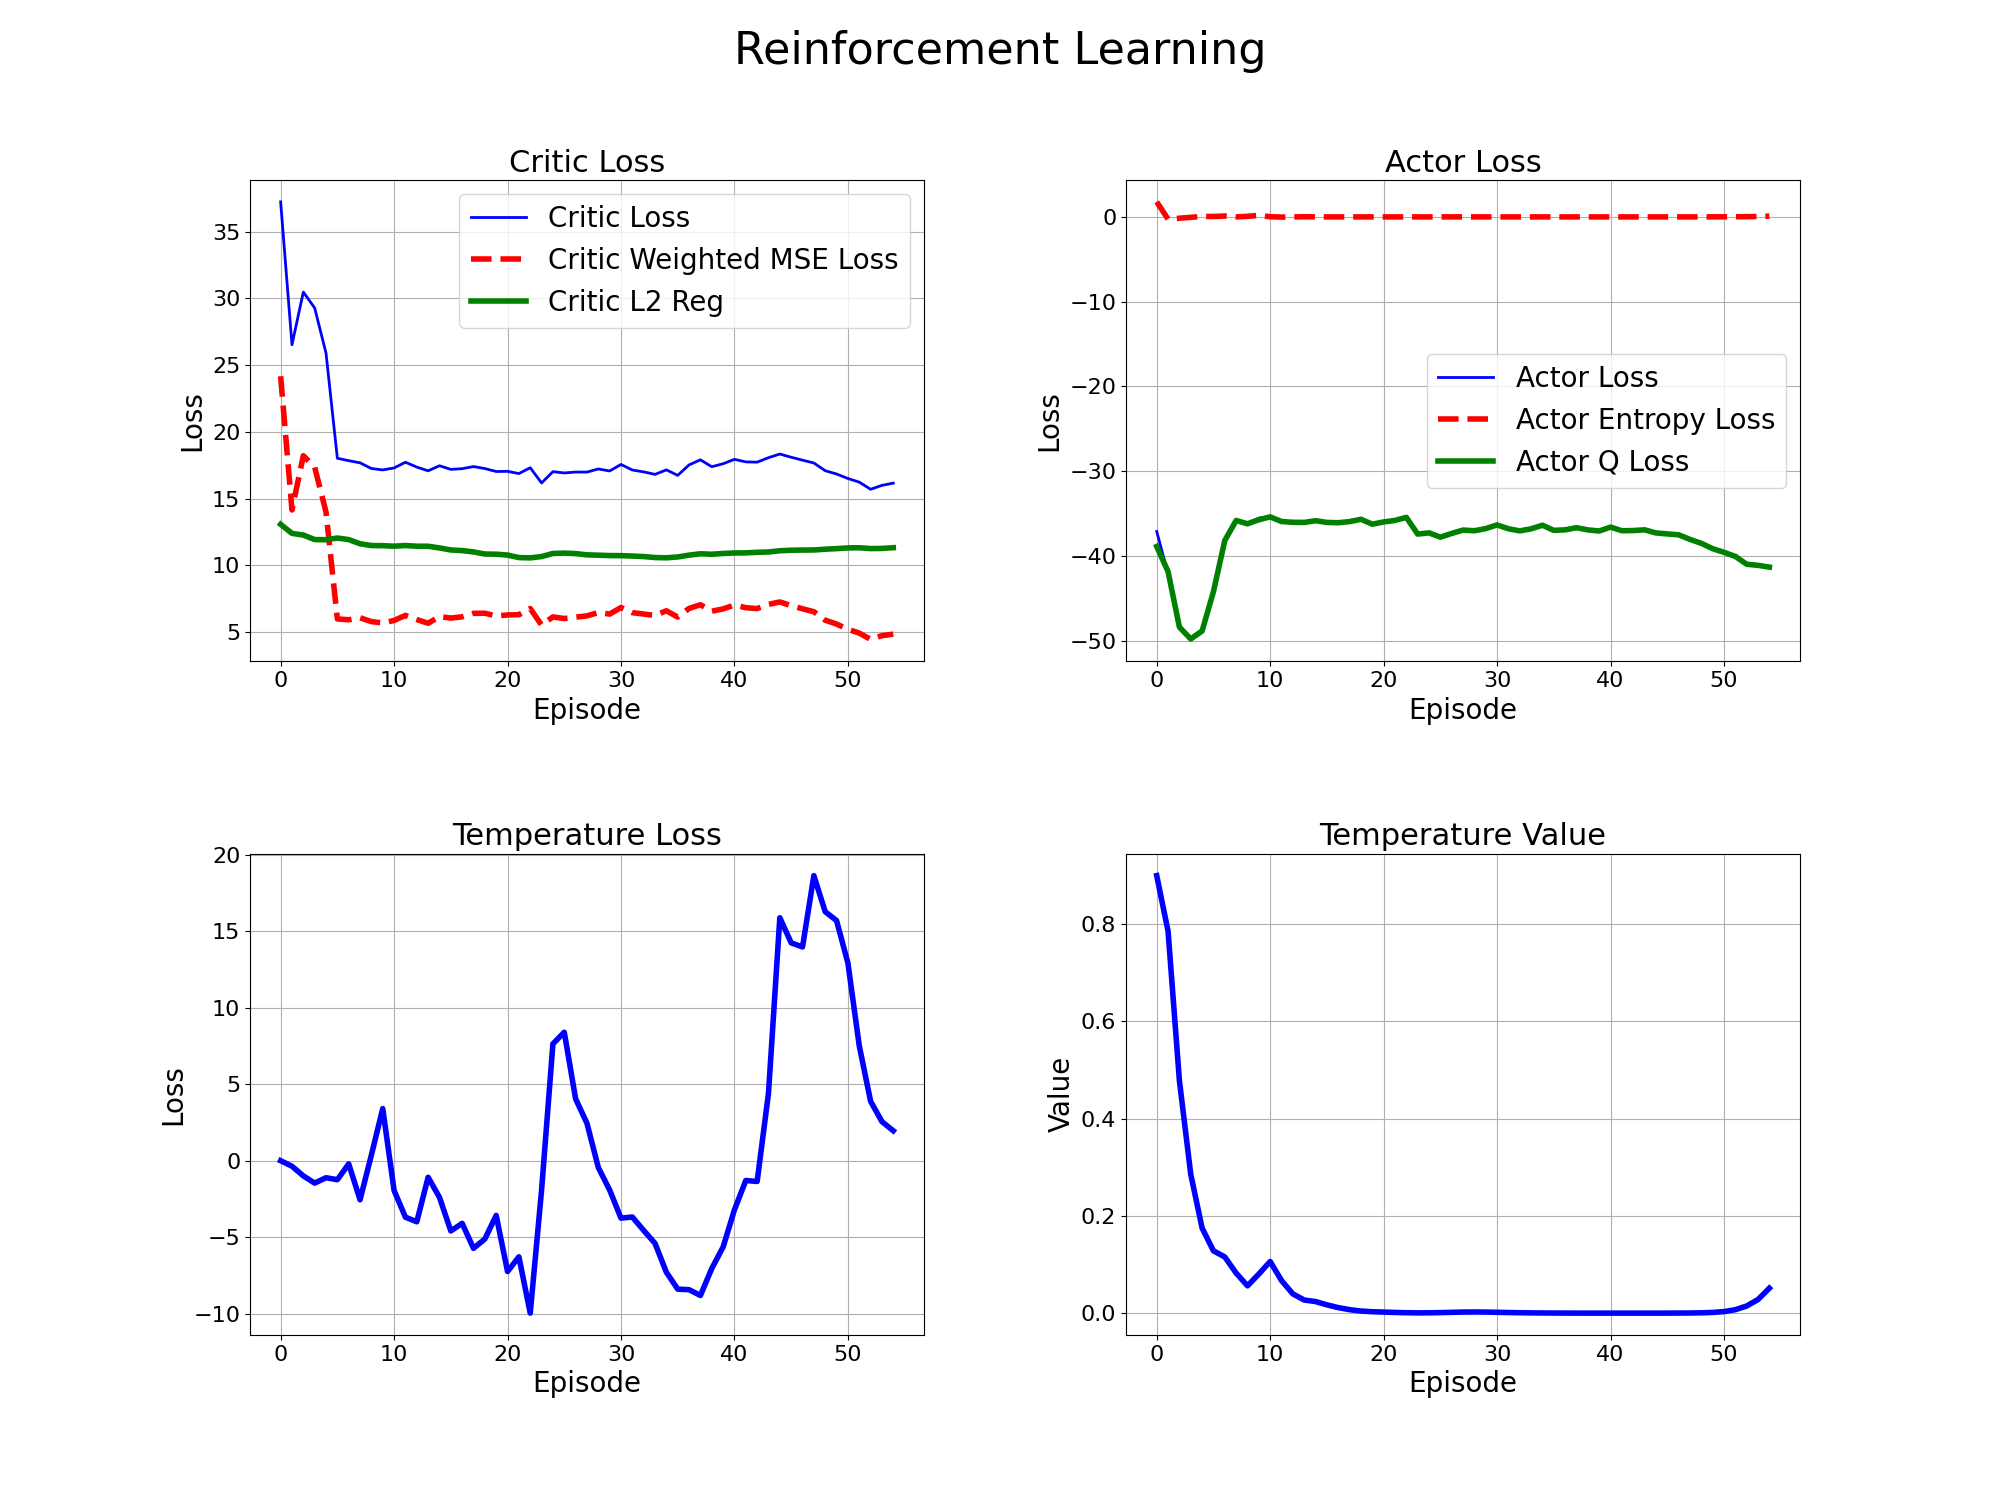 Reinforcement Learning
Critic Loss
Loss
35
30
25
20
15
10
5
Critic Loss
Critic Weighted MSE Loss
Critic L2 Reg
0 10 20 30 40 50
Episode
Actor Loss
Loss
0
−10
−20
−30
−40
−50
Actor Loss
Actor Entropy Loss
Actor Q Loss
0 10 20 30 40 50
Episode
Temperature Loss
Loss
20
15
10
5
0
−5
−10
0 10 20 30 40 50
Episode
Temperature Value
Value
0.8
0.6
0.4
0.2
0.0
0 10 20 30 40 50
Episode